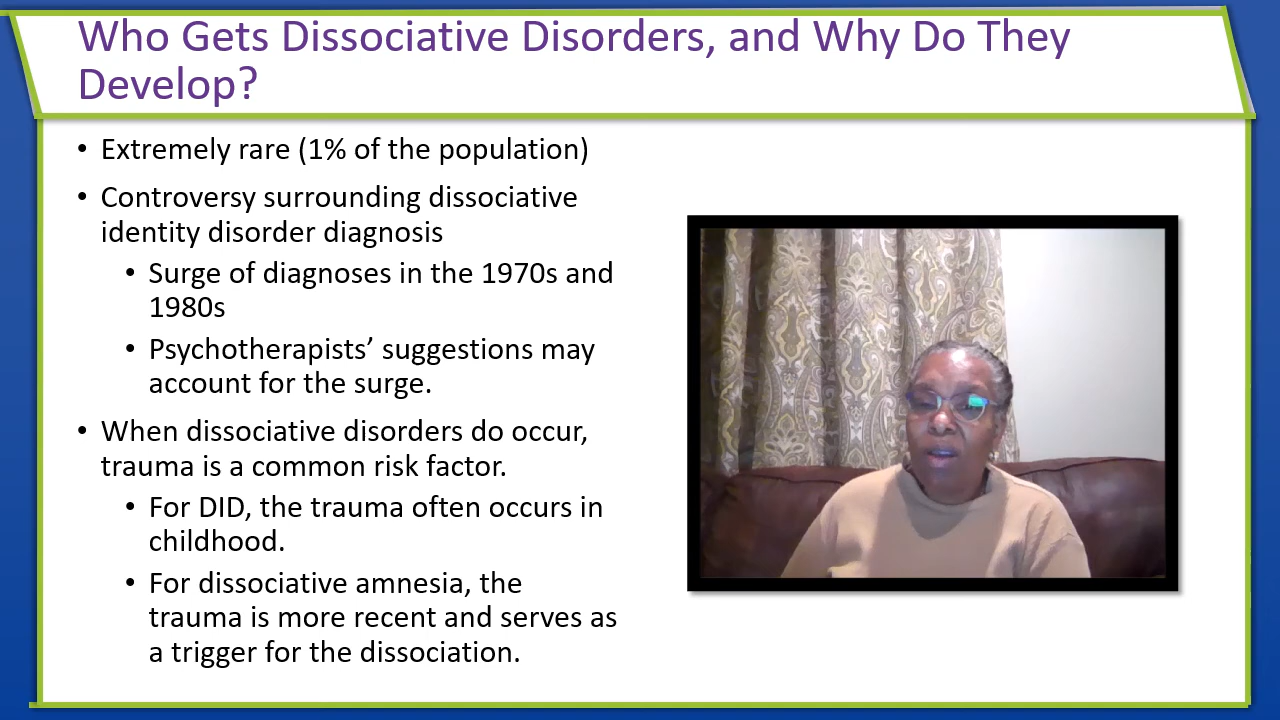 Who Gets Dissociative Disorders, and Why Do They
Develop?
• Extremely rare (1% of the population)
• Controversy surrounding dissociative
identity disorder diagnosis
• Surge of diagnoses in the 1970s and
1980s
• Psychotherapists’ suggestions may
account for the surge.
• When dissociative disorders do occur,
trauma is a common risk factor.
• For DID, the trauma often occurs in
childhood.
• For dissociative amnesia, the
trauma is more recent and serves as
a trigger for the dissociation.